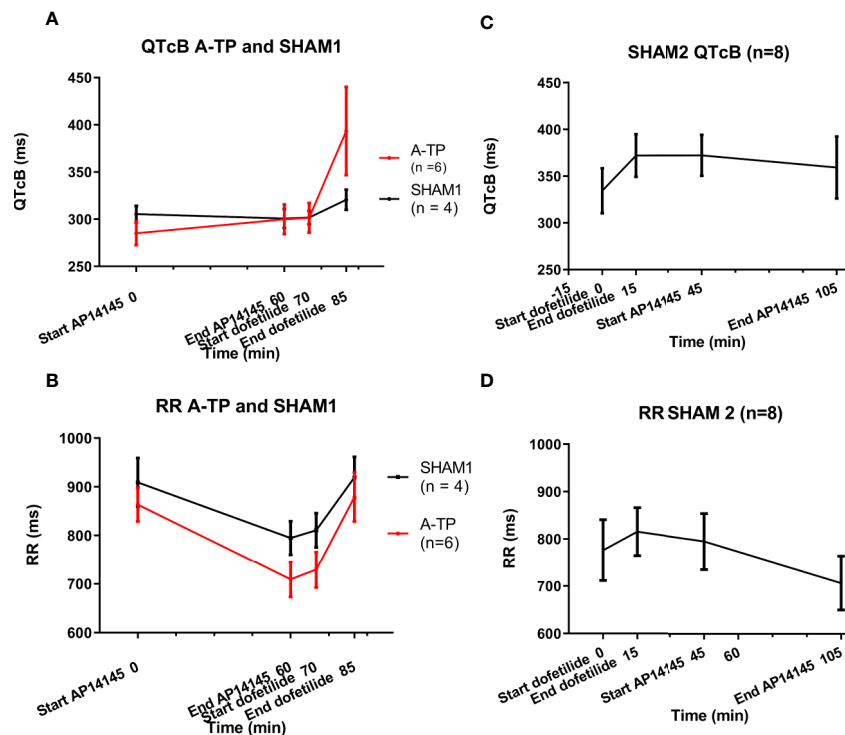 A
QTcB A-TP and SHAM1
450
400
350
300
250
QTcB (ms)
A-TP
(n =6)
SHAM1
(n = 4)
Start AP14145 0
End AP14145 60
Start dofetilide 70
End dofetilide 85
Time (min)
C
SHAM2 QTcB (n=8)
450
400
350
300
250
QTcB (ms)
-15
Start dofetilide 0
End dofetilide 15
Start AP14145 45
End AP14145 105
Time (min)
B
RR A-TP and SHAM1
1000
900
800
700
600
RR (ms)
SHAM1
(n = 4)
A-TP
(n=6)
Start AP14145 0
End AP14145 60
Start dofetilide 70
End dofetilide 85
Time (min)
D
RR SHAM 2 (n=8)
1000
900
800
700
600
RR (ms)
Start dofetilide 0
End dofetilide 15
Start AP14145 45
60
End AP14145 105
Time (min)